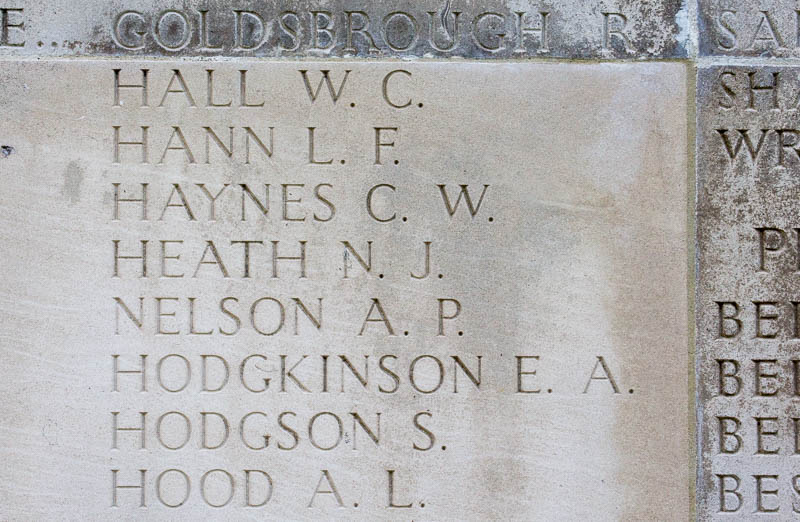 GOLDSBROUGH R.
HALL W. C.
HANN L. F.
HAYNES C. W.
HEATH N. J.
NELSON A. P.
HODGKINSON E. A.
HODGSON S.
HOOD A. L.